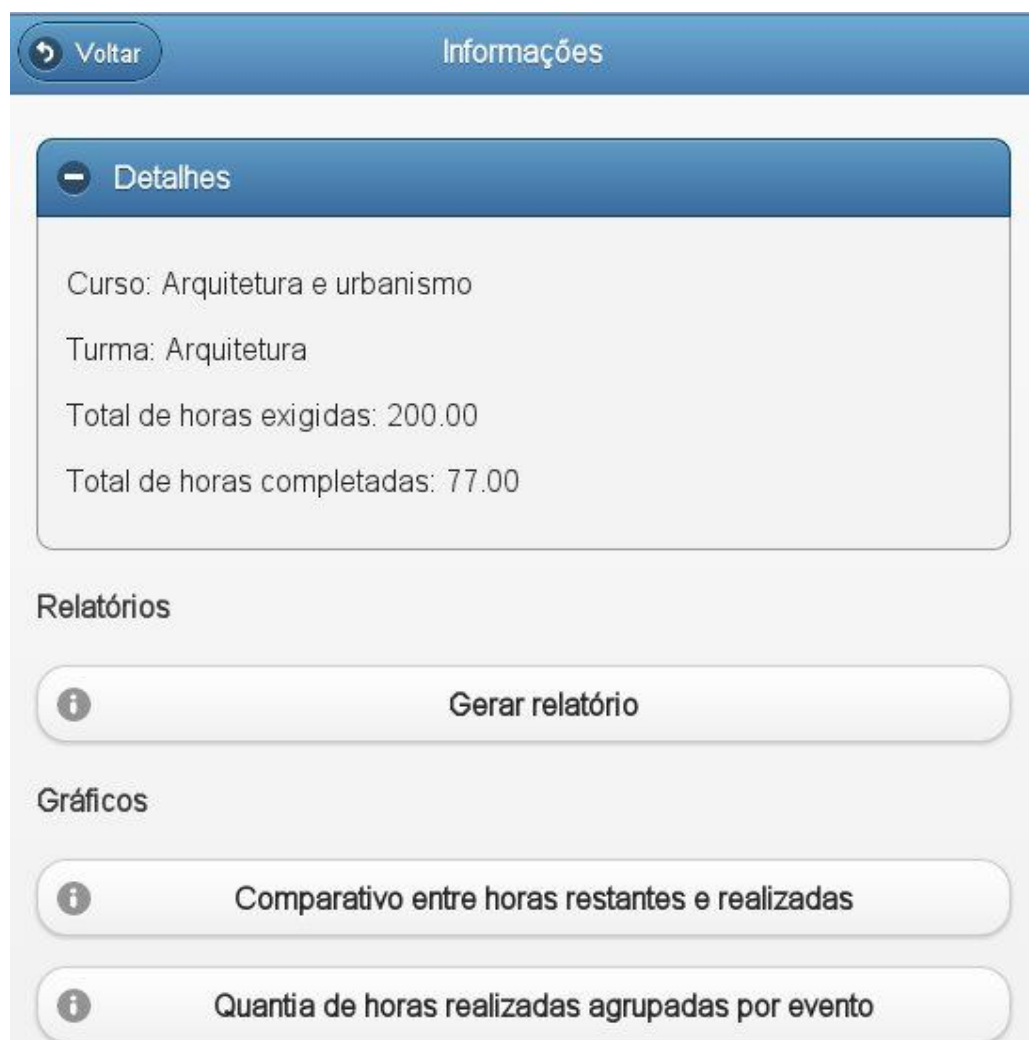 Voltar
Informações
Detalhes
Curso: Arquitetura e urbanismo
Turma: Arquitetura
Total de horas exigidas: 200.00
Total de horas completadas: 77.00
Relatórios
Gerar relatório
Gráficos
Comparativo entre horas restantes e realizadas
Quantia de horas realizadas agrupadas por evento